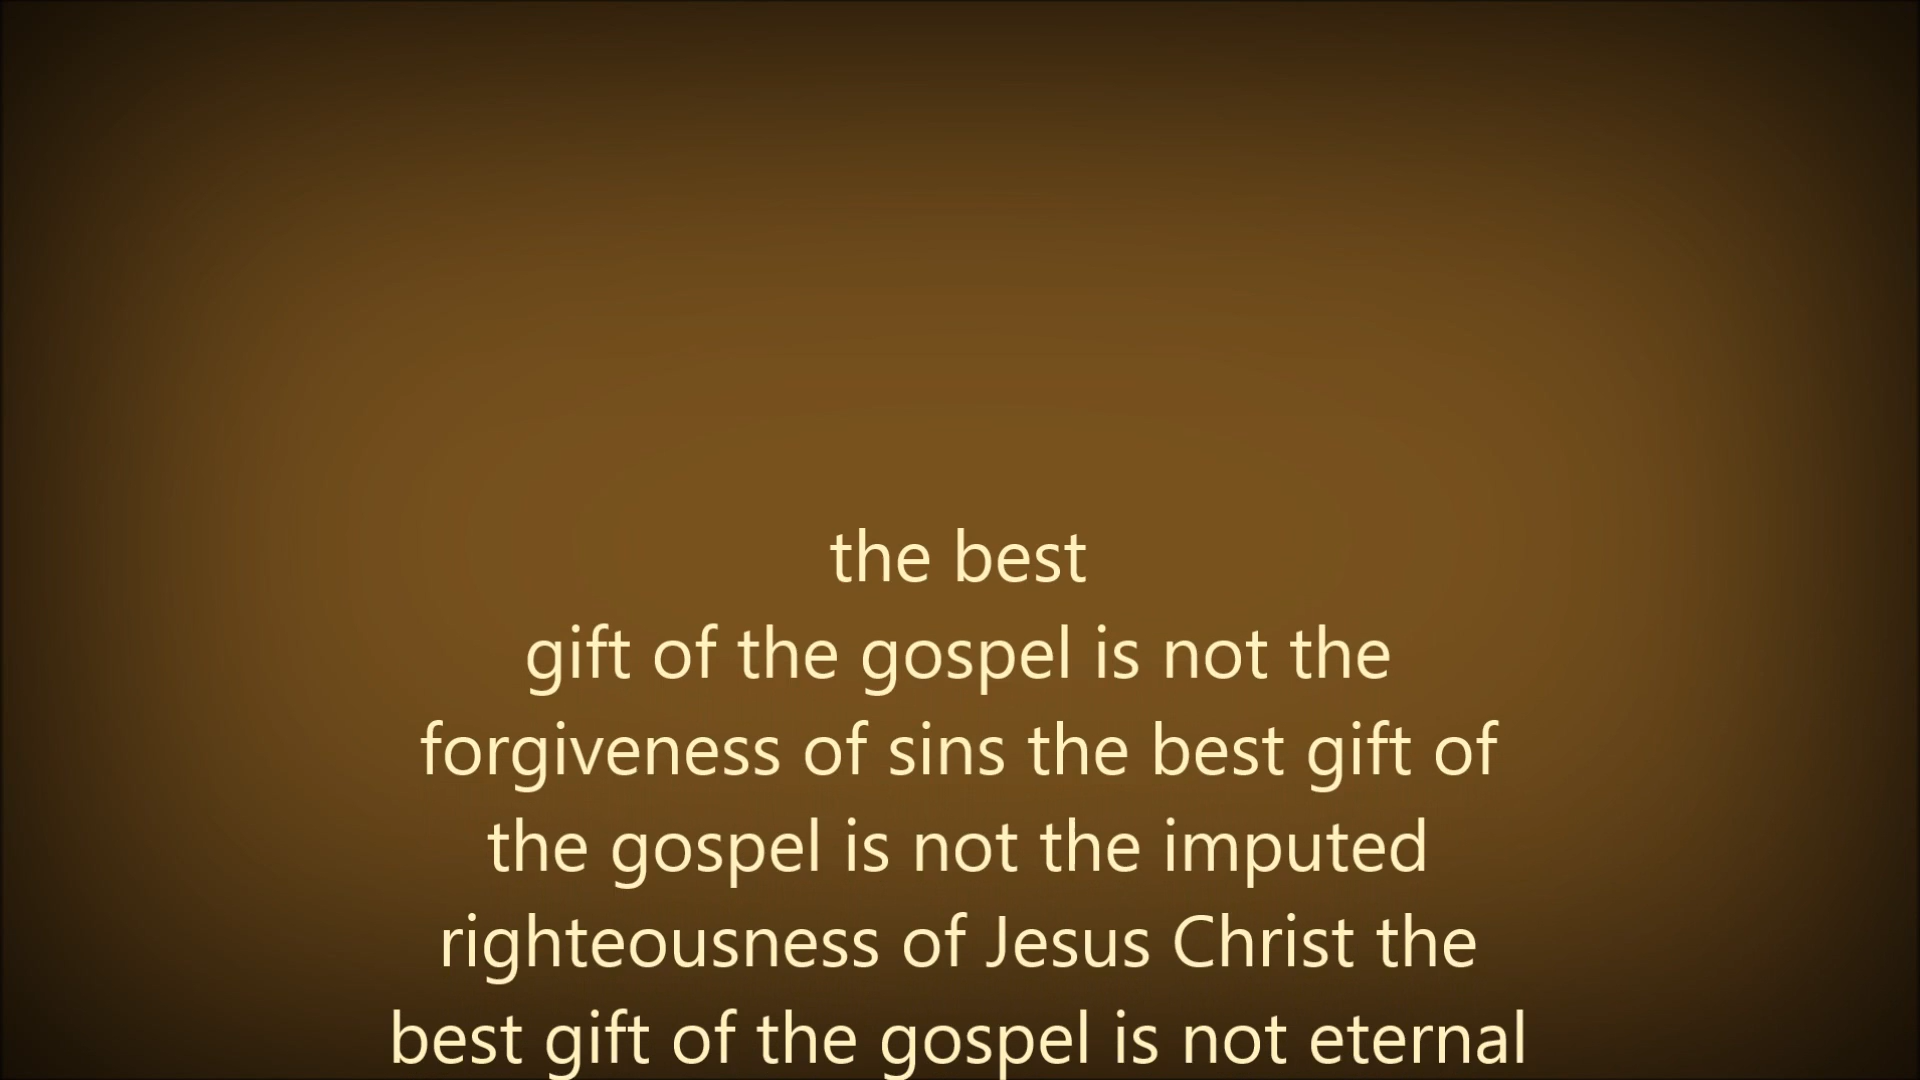 the best
gift of the gospel is not the
forgiveness of sins the best gift of
the gospel is not the imputed
righteousness of Jesus Christ the
best gift of the gospel is not eternal